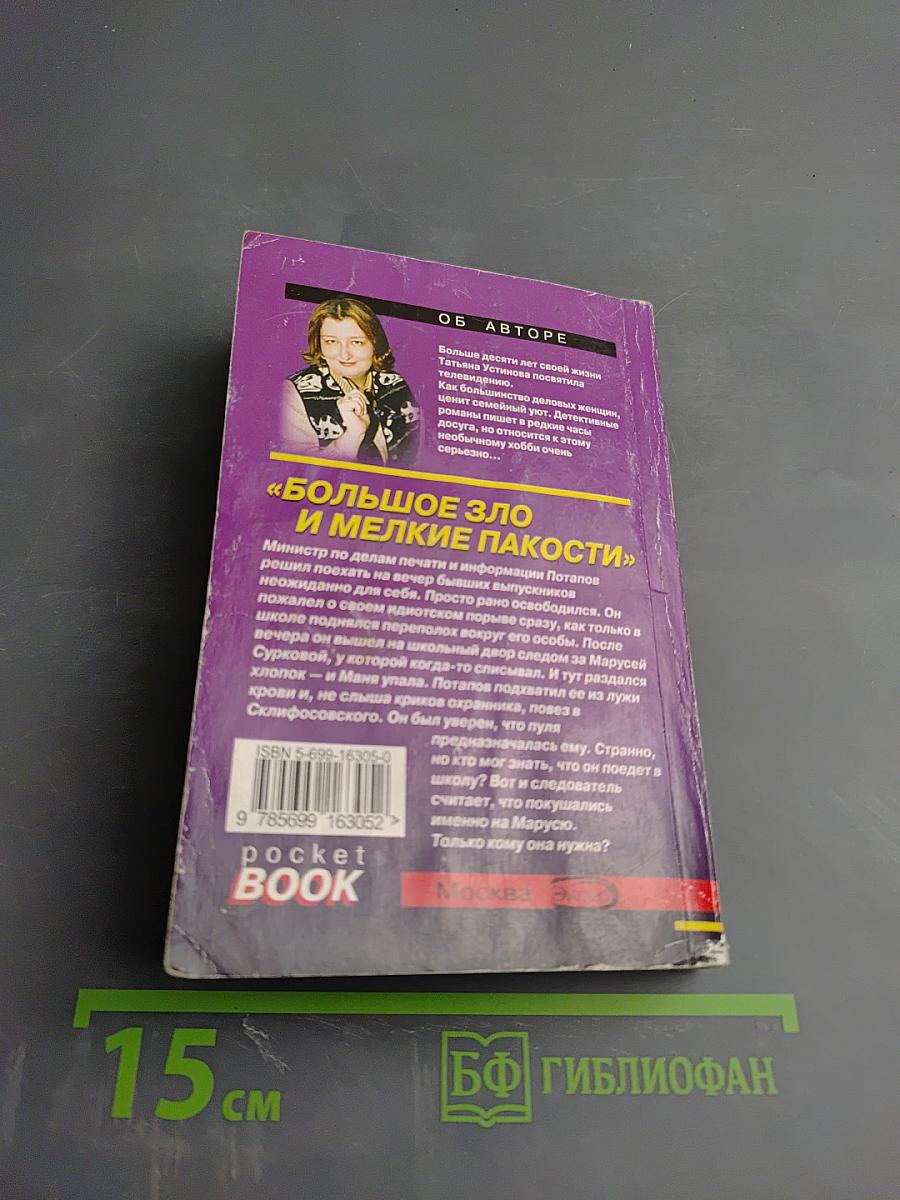 ОБ АВТОРЕ
Больше десяти лет своей жизни
Татьяна Устинова посвятила
телевидению.
Как большинство деловых женщин,
ценит семейный уют. Детективные
романы пишет в редкие часы
досуга, но относится к этому
необычному хобби очень
серьезно...
«БОЛЬШОЕ ЗЛО
И МЕЛКИЕ ПАКОСТИ»
Министр по делам печати и информации Потапов
решил поехать на вечер бывших выпускников
неожиданно для себя. Просто рано освободился. Он
пожалел о своем идиотском порыве сразу, как только в
школе поднялся переполох вокруг его особы. После
вечера он вышел на школьный двор следом за Марусей
Сурковой, у которой когда-то списывал. И тут раздался
хлопок — и Маня упала. Потапов подхватил ее из лужи
крови и, не слыша криков охранника, повез в
Склифосовского. Он был уверен, что пуля
предназначалась ему. Странно,
но кто мог знать, что он поедет в
школу? Вот и следователь
считает, что покушались
именно на Марусю.
Только кому она нужна?
ISBN 5-699-16305-0
9 785699 163052 >
pocket
BOOK
Москва ЭКСМО
15 см
БФ ГИБЛИОФАН